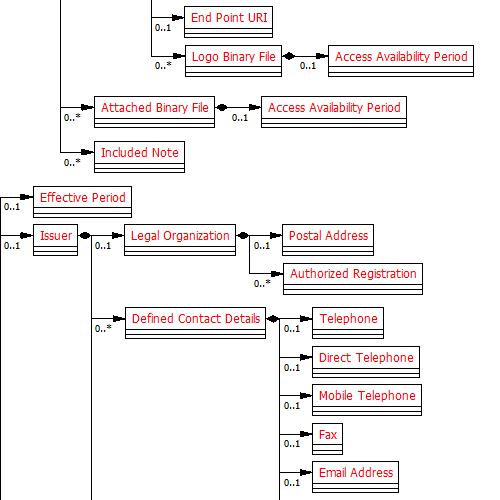 End Point URI
0..1
Logo Binary File
Access Availability Period
0..*
0..1
Attached Binary File
Access Availability Period
0..*
0..1
Included Note
0..*
Effective Period
0..1
Issuer
Legal Organization
Postal Address
0..1
0..1
0..1
Authorized Registration
0..*
Defined Contact Details
Telephone
0..*
0..1
Direct Telephone
0..1
Mobile Telephone
0..1
Fax
0..1
Email Address
0..1